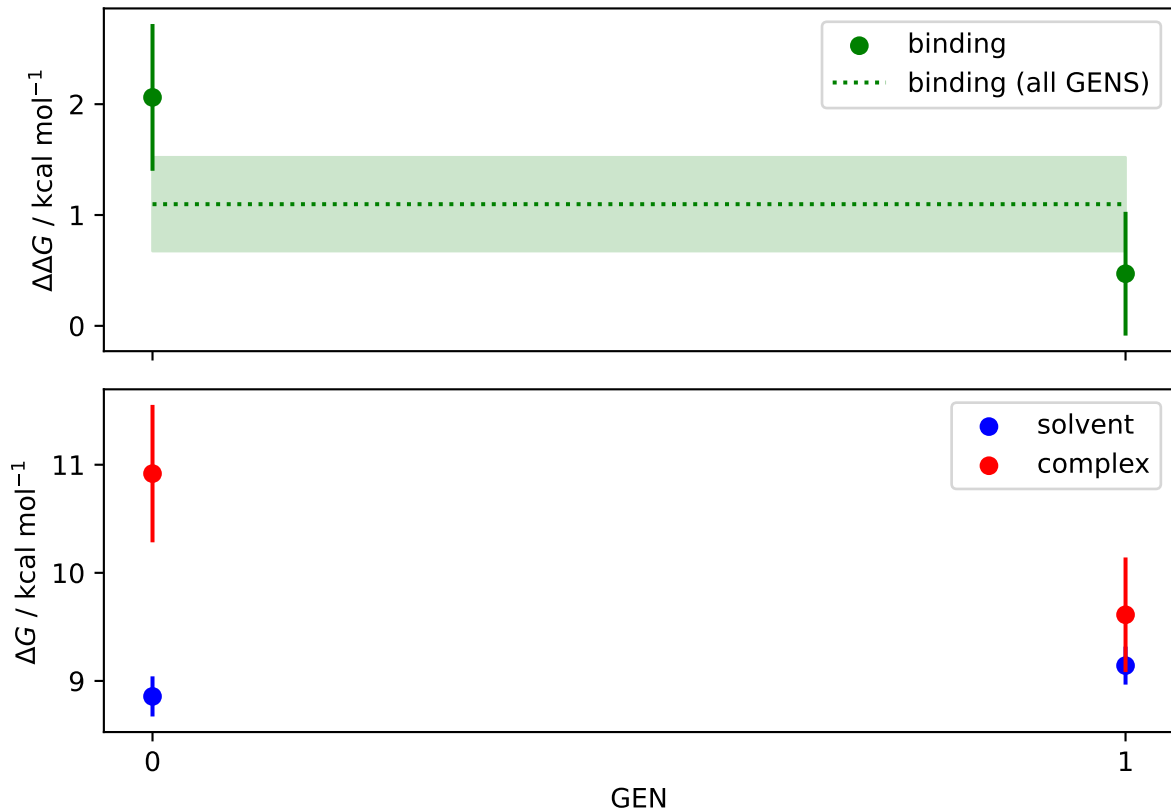 binding
binding (all GENS)
2
1
0
ΔΔG / kcal mol⁻¹
solvent
complex
11
10
9
ΔG / kcal mol⁻¹
0 1
GEN